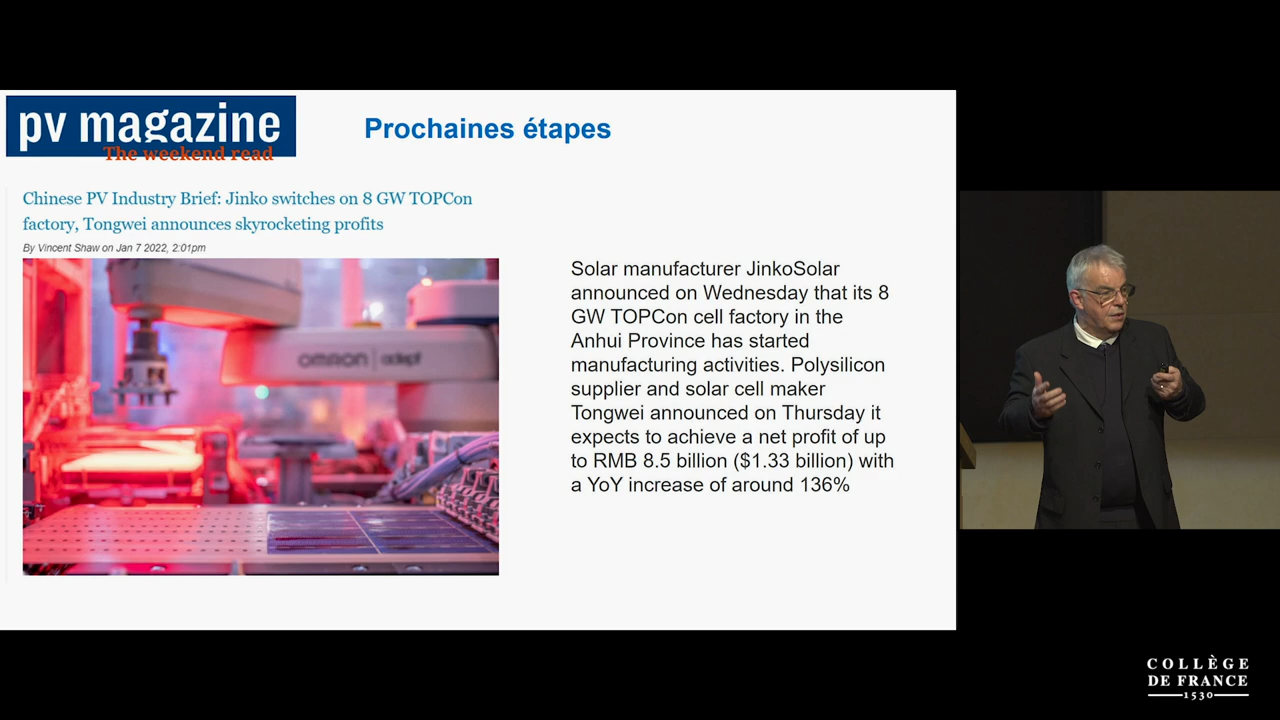 pv magazine
The weekend read
Prochaines étapes
Chinese PV Industry Brief: Jinko switches on 8 GW TOPCon
factory, Tongwei announces skyrocketing profits
By Vincent Shaw on Jan 7 2022, 2:01pm
OMRON | adept
Solar manufacturer JinkoSolar
announced on Wednesday that its 8
GW TOPCon cell factory in the
Anhui Province has started
manufacturing activities. Polysilicon
supplier and solar cell maker
Tongwei announced on Thursday it
expects to achieve a net profit of up
to RMB 8.5 billion ($1.33 billion) with
a YoY increase of around 136%
COLLÈGE
DE FRANCE
1530